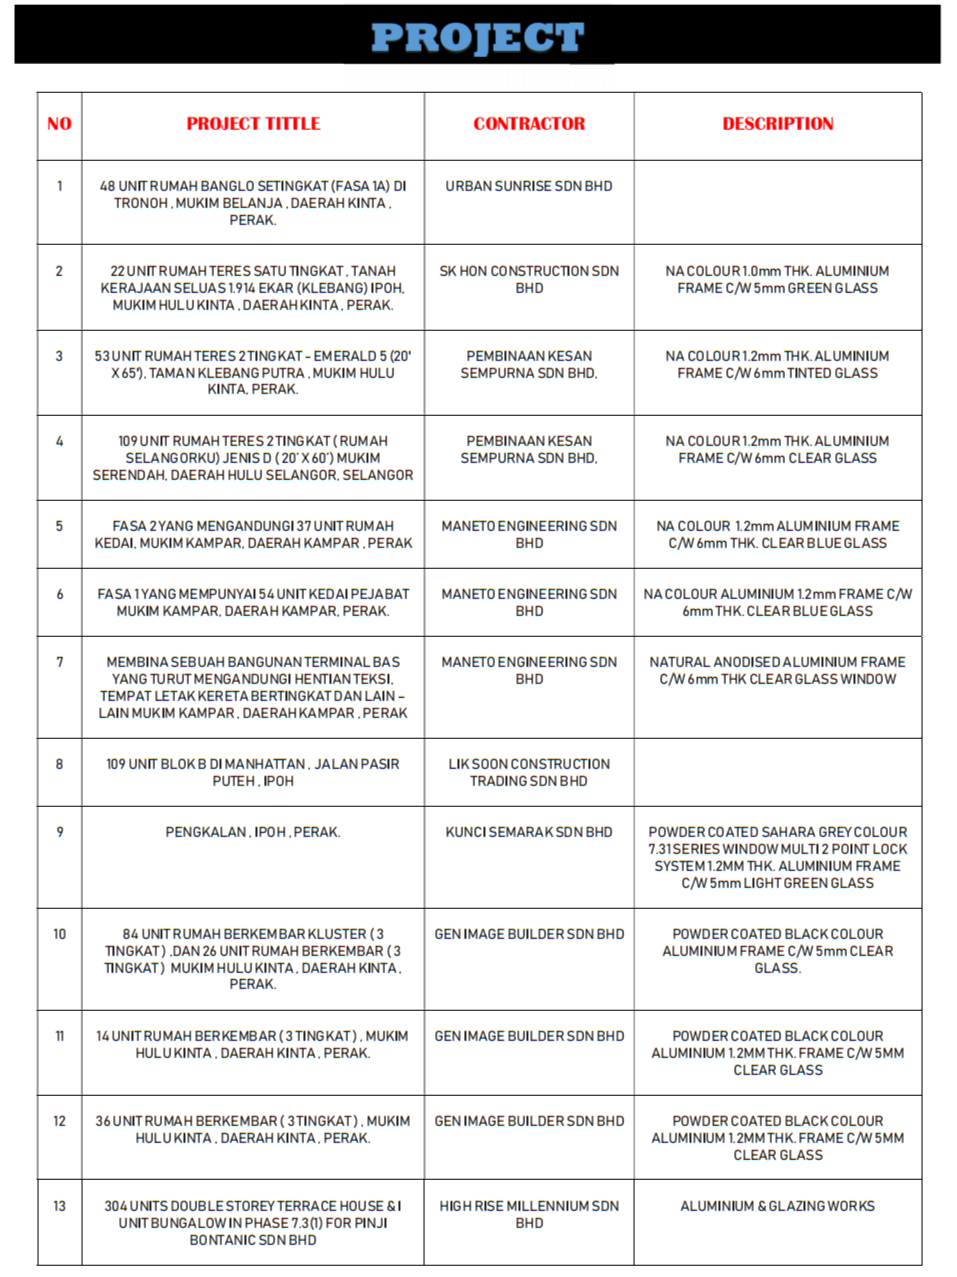 PROJECT
NO PROJECT TITTLE CONTRACTOR DESCRIPTION
1 48 UNIT RUMAH BANGLO SETINGKAT (FASA 1A) DI URBAN SUNRISE SDN BHD
TRONOH , MUKIM BELANJA , DAERAH KINTA ,
PERAK.
2 22 UNIT RUMAH TERES SATU TINGKAT , TANAH SK HON CONSTRUCTION SDN NA COLOUR 1.0mm THK. ALUMINIUM
KERAJAAN SELUAS 1.914 EKAR (KLEBANG) IPOH, BHD FRAME C/W 5mm GREEN GLASS
MUKIM HULU KINTA , DAERAH KINTA , PERAK.
3 53 UNIT RUMAH TERES 2 TINGKAT - EMERALD 5 (20' PEMBINAAN KESAN NA COLOUR 1.2mm THK. ALUMINIUM
X 65'), TAMAN KLEBANG PUTRA , MUKIM HULU SEMPURNA SDN BHD, FRAME C/W 6mm TINTED GLASS
KINTA, PERAK.
4 109 UNIT RUMAH TERES 2 TINGKAT ( RUMAH PEMBINAAN KESAN NA COLOUR 1.2mm THK. ALUMINIUM
SELANGORKU) JENIS D ( 20' X 60') MUKIM SEMPURNA SDN BHD, FRAME C/W 6mm CLEAR GLASS
SERENDAH, DAERAH HULU SELANGOR, SELANGOR
5 FASA 2 YANG MENGANDUNGI 37 UNIT RUMAH MANETO ENGINEERING SDN NA COLOUR 1.2mm ALUMINIUM FRAME
KEDAI, MUKIM KAMPAR, DAERAH KAMPAR , PERAK BHD C/W 6mm THK. CLEAR BLUE GLASS
6 FASA 1 YANG MEMPUNYAI 54 UNIT KEDAI PEJABAT MANETO ENGINEERING SDN NA COLOUR ALUMINIUM 1.2mm FRAME C/W
MUKIM KAMPAR, DAERAH KAMPAR, PERAK. BHD 6mm THK. CLEAR BLUE GLASS
7 MEMBINA SEBUAH BANGUNAN TERMINAL BAS MANETO ENGINEERING SDN NATURAL ANODISED ALUMINIUM FRAME
YANG TURUT MENGANDUNGI HENTIAN TEKSI, BHD C/W 6mm THK CLEAR GLASS WINDOW
TEMPAT LETAK KERETA BERTINGKAT DAN LAIN –
LAIN MUKIM KAMPAR , DAERAH KAMPAR , PERAK
8 109 UNIT BLOK B DI MANHATTAN , JALAN PASIR LIK SOON CONSTRUCTION
PUTEH , IPOH TRADING SDN BHD
9 PENGKALAN , IPOH , PERAK. KUNCI SEMARAK SDN BHD POWDER COATED SAHARA GREY COLOUR
7.31 SERIES WINDOW MULTI 2 POINT LOCK
SYSTEM 1.2MM THK. ALUMINIUM FRAME
C/W 5mm LIGHT GREEN GLASS
10 84 UNIT RUMAH BERKEMBAR KLUSTER ( 3 GEN IMAGE BUILDER SDN BHD POWDER COATED BLACK COLOUR
TINGKAT ) ,DAN 26 UNIT RUMAH BERKEMBAR ( 3 ALUMINIUM FRAME C/W 5mm CLEAR
TINGKAT ) MUKIM HULU KINTA , DAERAH KINTA , GLASS.
PERAK.
11 14 UNIT RUMAH BERKEMBAR ( 3 TINGKAT ) , MUKIM GEN IMAGE BUILDER SDN BHD POWDER COATED BLACK COLOUR
HULU KINTA , DAERAH KINTA , PERAK. ALUMINIUM 1.2MM THK. FRAME C/W 5MM
CLEAR GLASS
12 36 UNIT RUMAH BERKEMBAR ( 3 TINGKAT ) , MUKIM GEN IMAGE BUILDER SDN BHD POWDER COATED BLACK COLOUR
HULU KINTA , DAERAH KINTA , PERAK. ALUMINIUM 1.2MM THK. FRAME C/W 5MM
CLEAR GLASS
13 304 UNITS DOUBLE STOREY TERRACE HOUSE & I HIGH RISE MILLENNIUM SDN ALUMINIUM & GLAZING WORKS
UNIT BUNGALOW IN PHASE 7.3(1) FOR PINJI BHD
BONTANIC SDN BHD